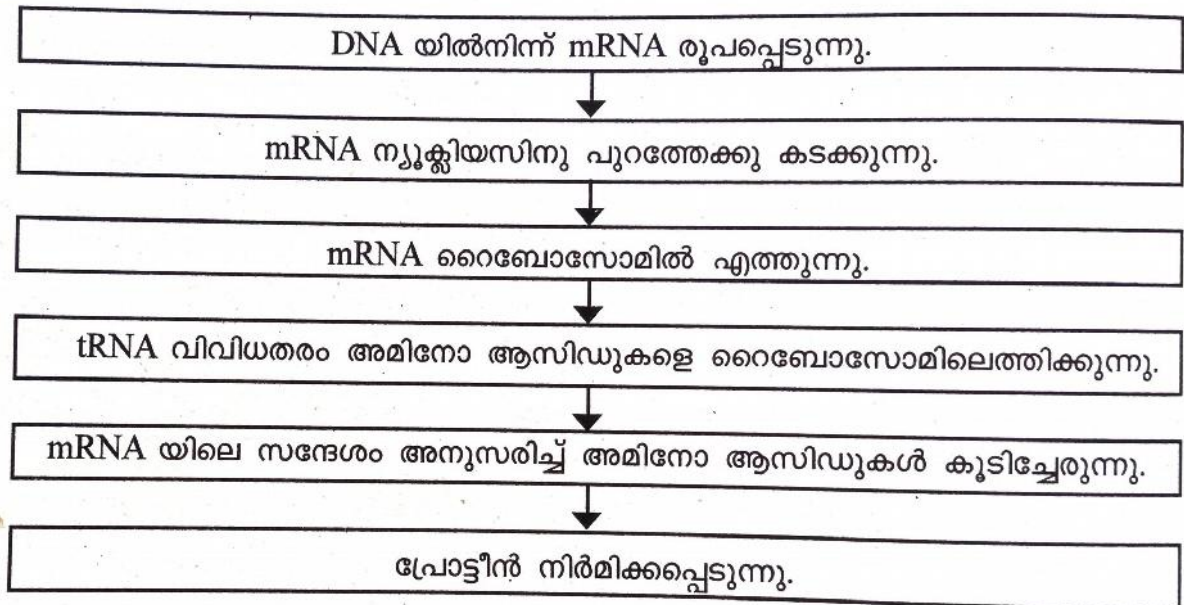 DNA യിൽനിന്ന് mRNA രൂപപ്പെടുന്നു.
mRNA ന്യൂക്ലിയസിനു പുറത്തേക്കു കടക്കുന്നു.
mRNA റൈബോസോമിൽ എത്തുന്നു.
tRNA വിവിധതരം അമിനോ ആസിഡുകളെ റൈബോസോമിലെത്തിക്കുന്നു.
mRNA യിലെ സന്ദേശം അനുസരിച്ച് അമിനോ ആസിഡുകൾ കൂടിച്ചേരുന്നു.
പ്രോട്ടീൻ നിർമിക്കപ്പെടുന്നു.